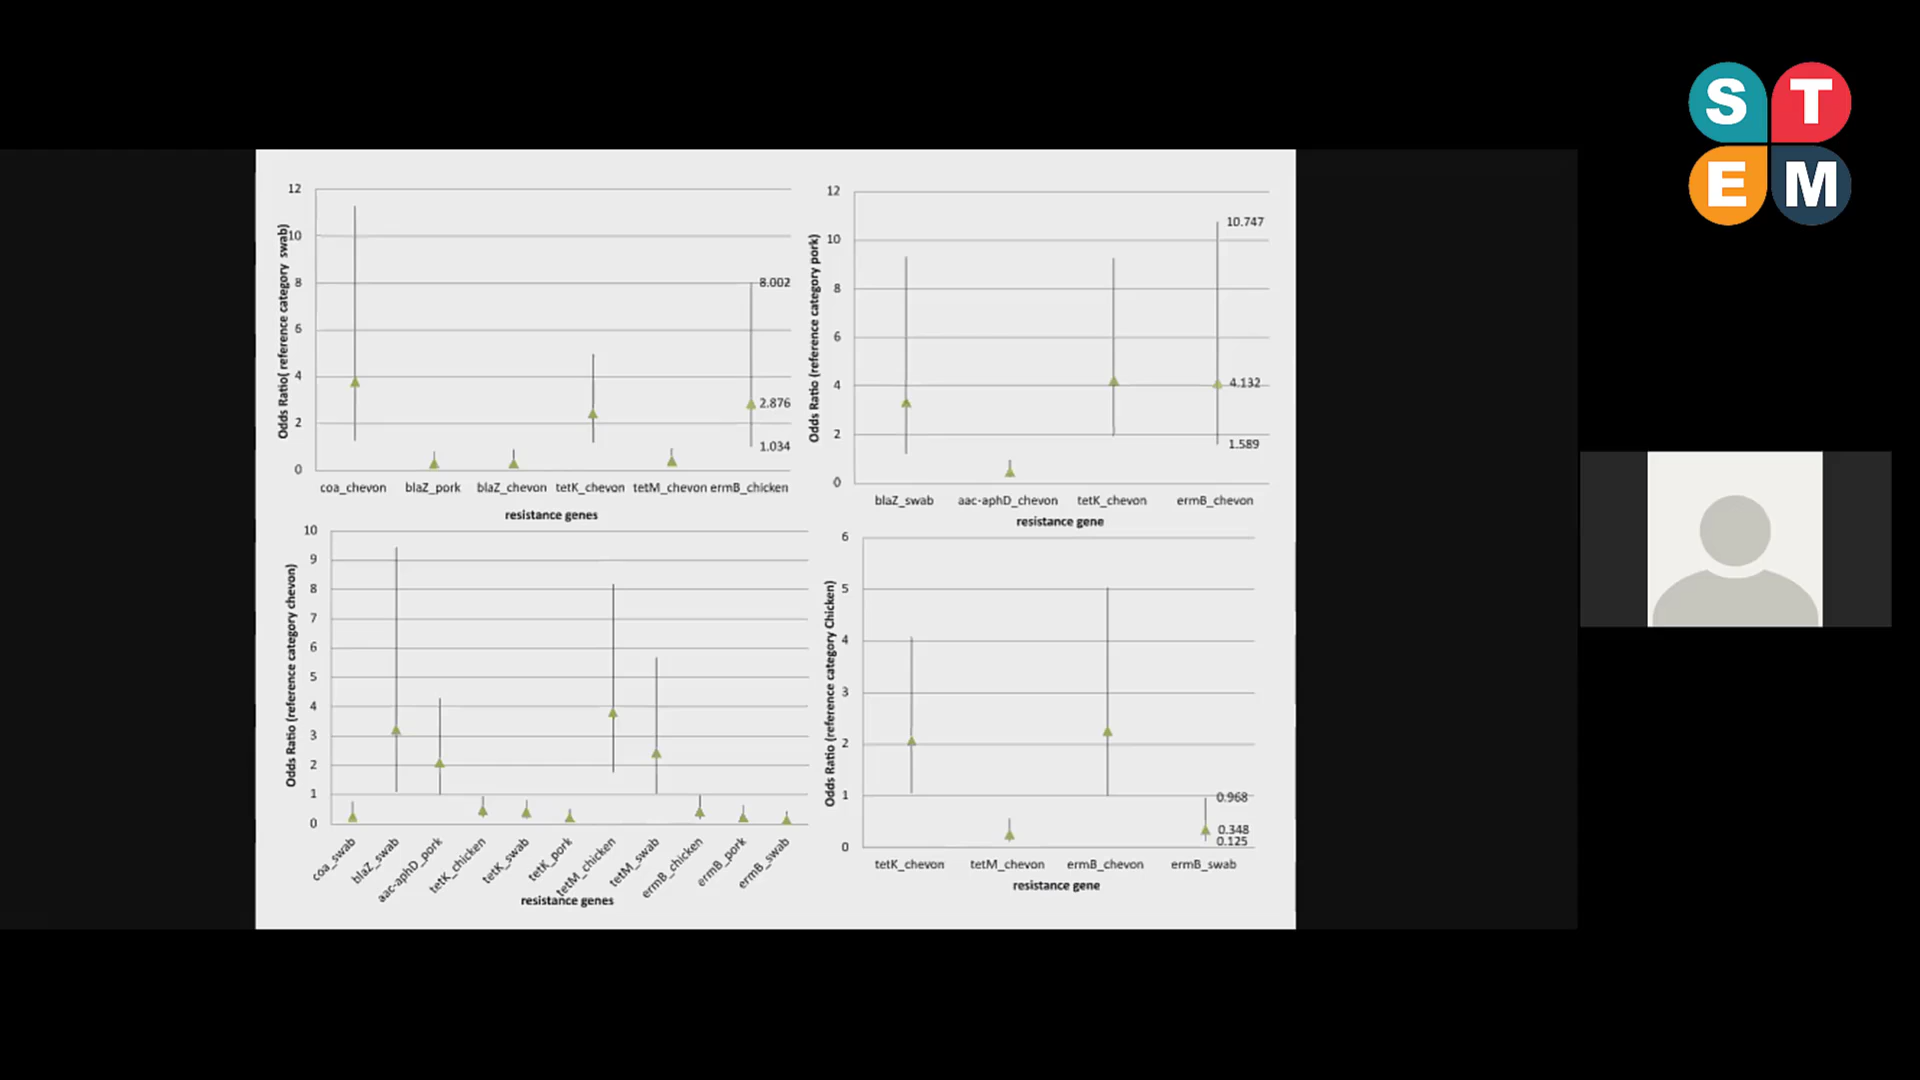 S T
E M
Odds Ratio( reference category swab)
12
10
8
6
4
2
0
8.002
2.876
1.034
coa_chevon blaZ_pork blaZ_chevon tetK_chevon tetM_chevon ermB_chicken
resistance genes
Odds Ratio (reference category pork)
12
10
8
6
4
2
0
10.747
4.132
1.589
blaZ_swab aac-aphD_chevon tetK_chevon ermB_chevon
resistance gene
Odds Ratio (reference category chevon)
10
9
8
7
6
5
4
3
2
1
0
coa_swab
blaZ_swab
aac-aphD_pork
tetK_chicken
tetK_swab
tetK_pork
tetM_chicken
tetM_swab
ermB_chicken
ermB_pork
ermB_swab
resistance genes
Odds Ratio (reference category Chicken)
6
5
4
3
2
1
0
0.968
0.348
0.125
tetK_chevon tetM_chevon ermB_chevon ermB_swab
resistance gene